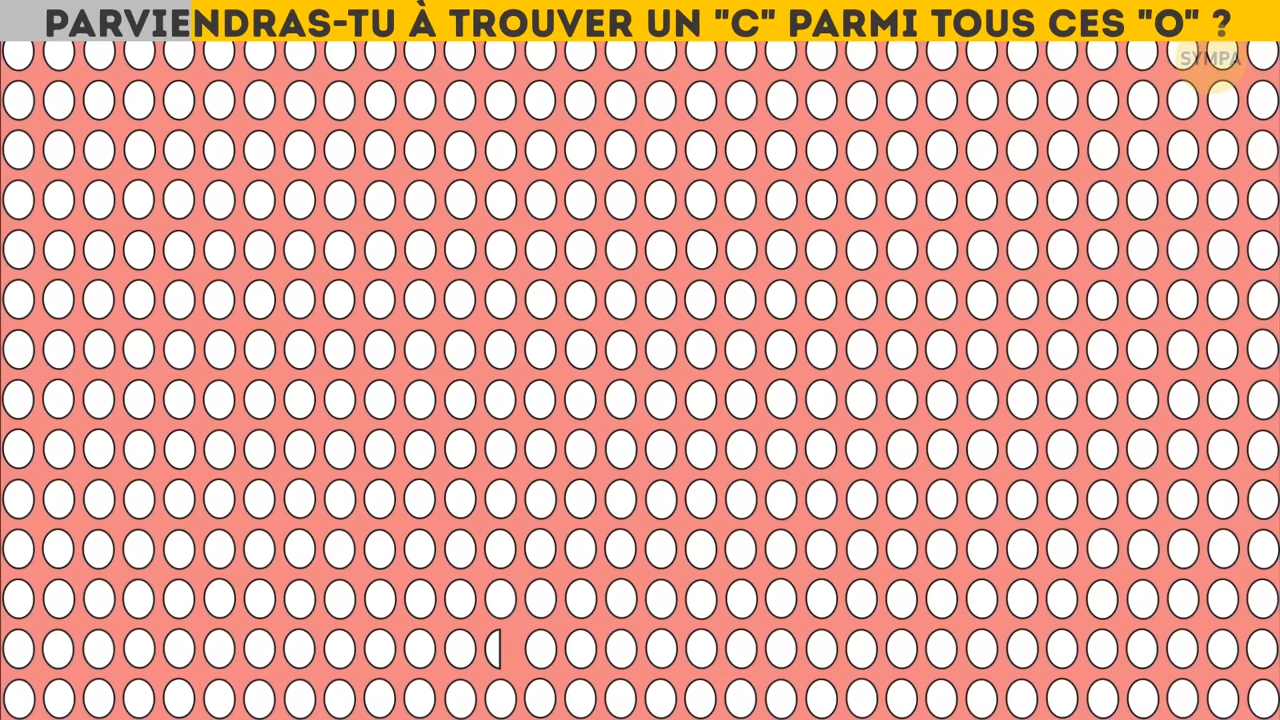 PARVIENDRAS-TU À TROUVER UN "C" PARMI TOUS CES "O" ?
SYMPA